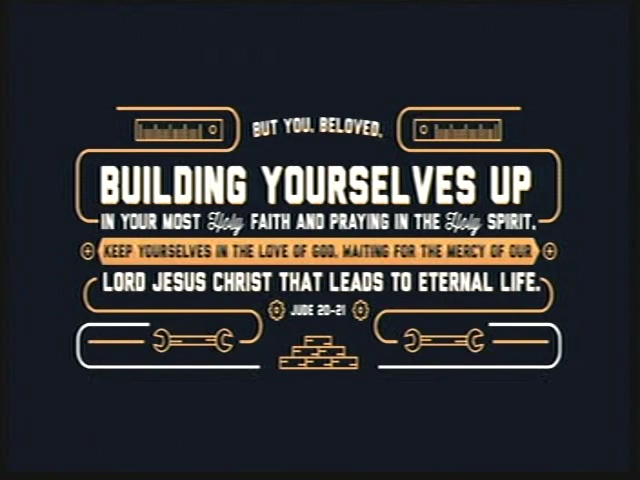 BUT YOU, BELOVED,
BUILDING YOURSELVES UP
IN YOUR MOST Holy FAITH AND PRAYING IN THE Holy SPIRIT.
KEEP YOURSELVES IN THE LOVE OF GOD, WAITING FOR THE MERCY OF OUR
LORD JESUS CHRIST THAT LEADS TO ETERNAL LIFE.
JUDE 20-21